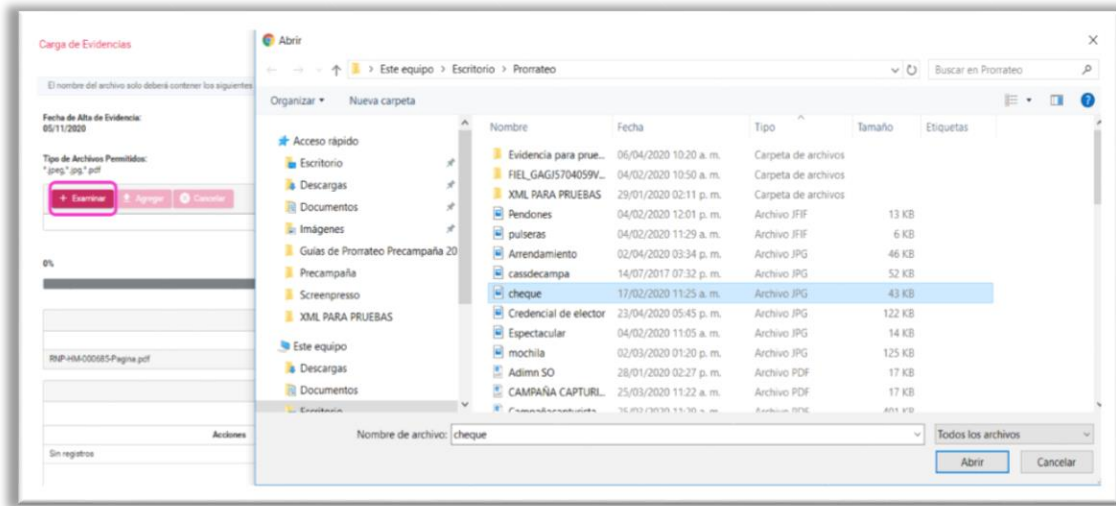 Carga de Evidencias
El nombre del archivo solo deberá contener los siguientes
Fecha de Alta de Evidencia:
05/11/2020
Tipo de Archivos Permitidos:
*.jpeg,*.jpg,*.pdf
+ Examinar
Agregar
Cancelar
0%
RNP-HM-000685-Pagina.pdf
Acciones
Sin registros
Abrir
Este equipo > Escritorio > Prorrateo
Buscar en Prorrateo
Organizar
Nueva carpeta
Acceso rápido
Escritorio
Descargas
Documentos
Imágenes
Guías de Prorrateo Precampaña 20
Precampaña
Screenpresso
XML PARA PRUEBAS
Este equipo
Descargas
Documentos
Escritorio
Nombre Fecha Tipo Tamaño Etiquetas
Evidencia para prue... 06/04/2020 10:20 a. m. Carpeta de archivos
FIEL_GAGJ5704059V... 04/02/2020 10:50 a. m. Carpeta de archivos
XML PARA PRUEBAS 29/01/2020 02:11 p. m. Carpeta de archivos
Pendones 04/02/2020 12:01 p. m. Archivo JFIF 13 KB
pulseras 04/02/2020 11:29 a. m. Archivo JFIF 6 KB
Arrendamiento 02/04/2020 03:34 p. m. Archivo JPG 46 KB
cassdecampa 14/07/2017 07:32 p. m. Archivo JPG 52 KB
cheque 17/02/2020 11:25 a. m. Archivo JPG 43 KB
Credencial de elector 23/04/2020 05:45 p. m. Archivo JPG 122 KB
Espectacular 04/02/2020 11:05 a. m. Archivo JPG 14 KB
mochila 02/03/2020 01:20 p. m. Archivo JPG 125 KB
Adimn SO 28/01/2020 02:27 p. m. Archivo PDF 17 KB
CAMPAÑA CAPTURI... 25/03/2020 11:22 a. m. Archivo PDF 17 KB
Nombre de archivo: cheque
Todos los archivos
Abrir
Cancelar